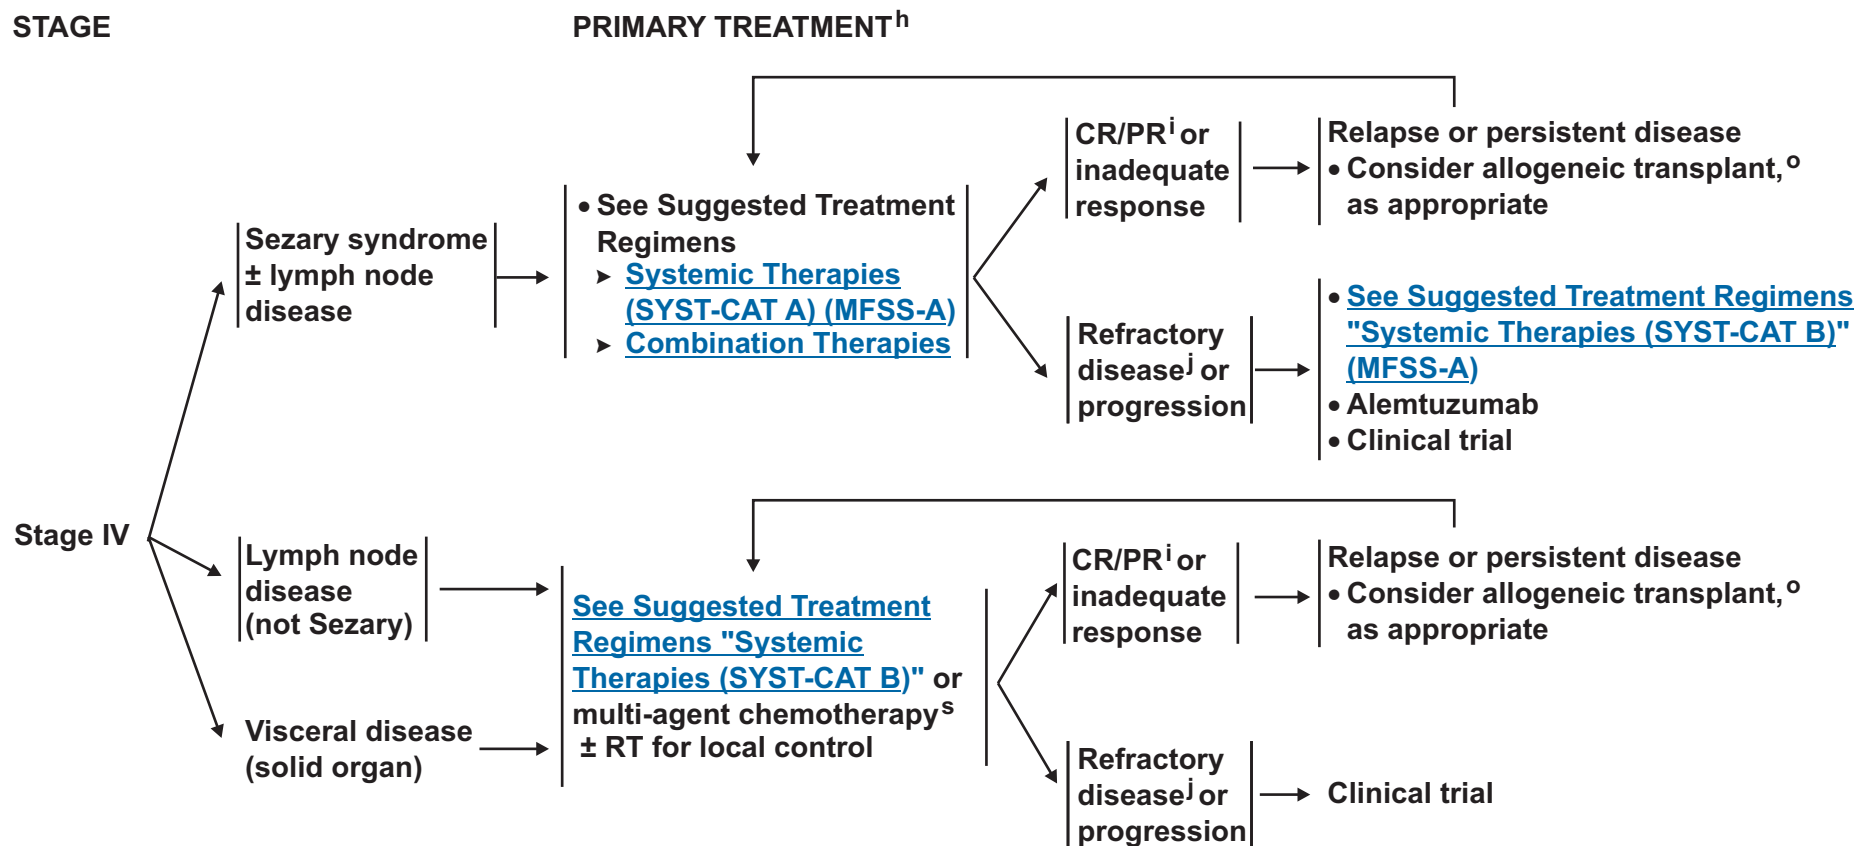 STAGE
PRIMARY TREATMENTh
Sezary syndrome
± lymph node
disease
• See Suggested Treatment
Regimens
➤ Systemic Therapies
(SYST-CAT A) (MFSS-A)
➤ Combination Therapies
CR/PRi or
inadequate
response
Relapse or persistent disease
• Consider allogeneic transplant,o
as appropriate
Refractory
diseasej or
progression
• See Suggested Treatment Regimens
"Systemic Therapies (SYST-CAT B)"
(MFSS-A)
• Alemtuzumab
• Clinical trial
Stage IV
Lymph node
disease
(not Sezary)
Visceral disease
(solid organ)
See Suggested Treatment
Regimens "Systemic
Therapies (SYST-CAT B)" or
multi-agent chemotherapys
± RT for local control
CR/PRi or
inadequate
response
Relapse or persistent disease
• Consider allogeneic transplant,o
as appropriate
Refractory
diseasej or
progression
Clinical trial